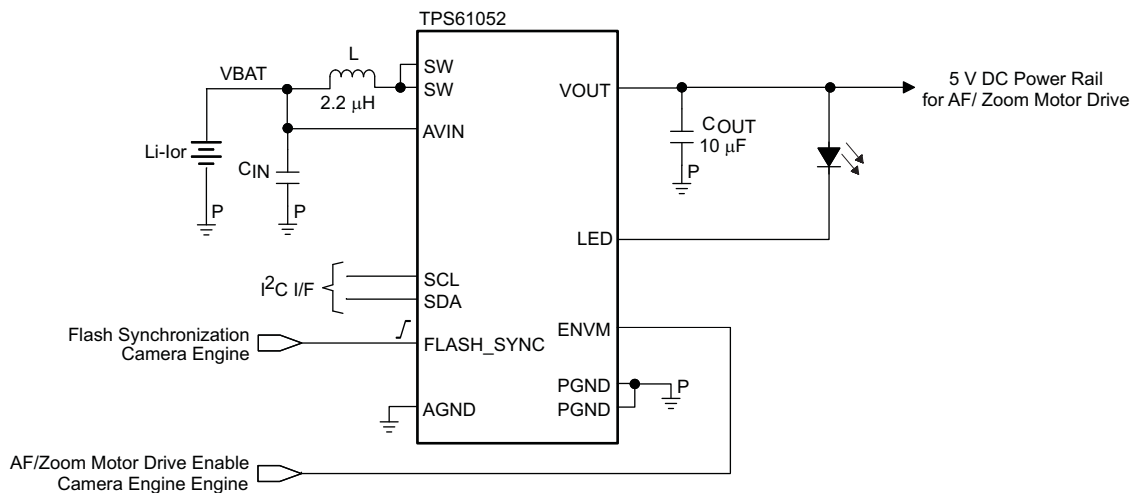 TPS61052
L
VBAT
2.2 μH
SW
SW
AVIN
Li-Ior
CIN
P
P
VOUT
COUT
10 μF
P
5 V DC Power Rail
for AF/ Zoom Motor Drive
LED
I2C I/F
SCL
SDA
Flash Synchronization
Camera Engine
FLASH_SYNC
ENVM
PGND
PGND
P
AGND
AF/Zoom Motor Drive Enable
Camera Engine Engine